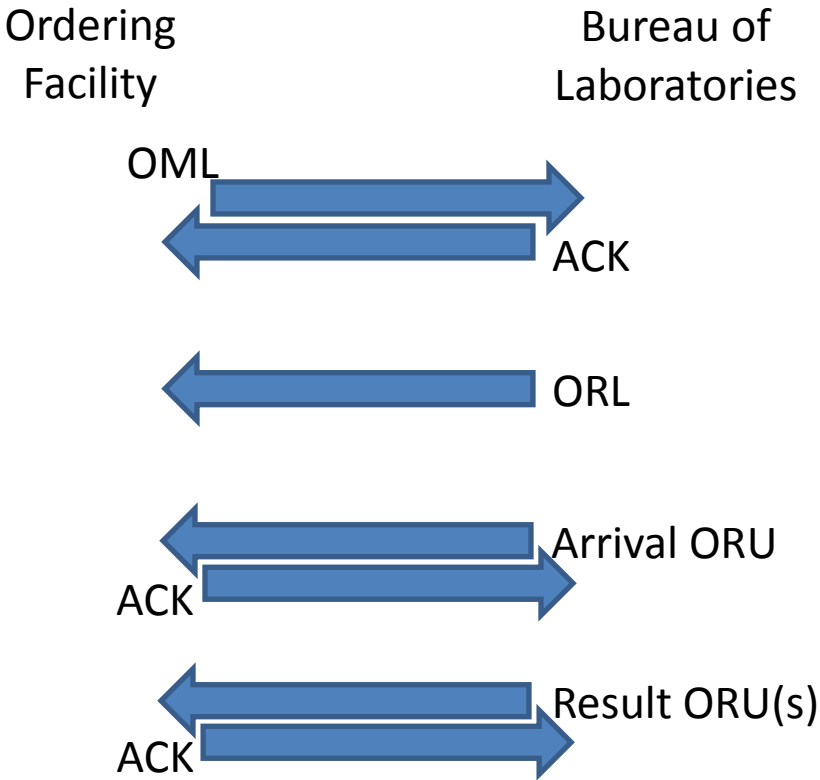 Ordering
Facility
Bureau of
Laboratories
OML
ACK
ORL
Arrival ORU
ACK
Result ORU(s)
ACK